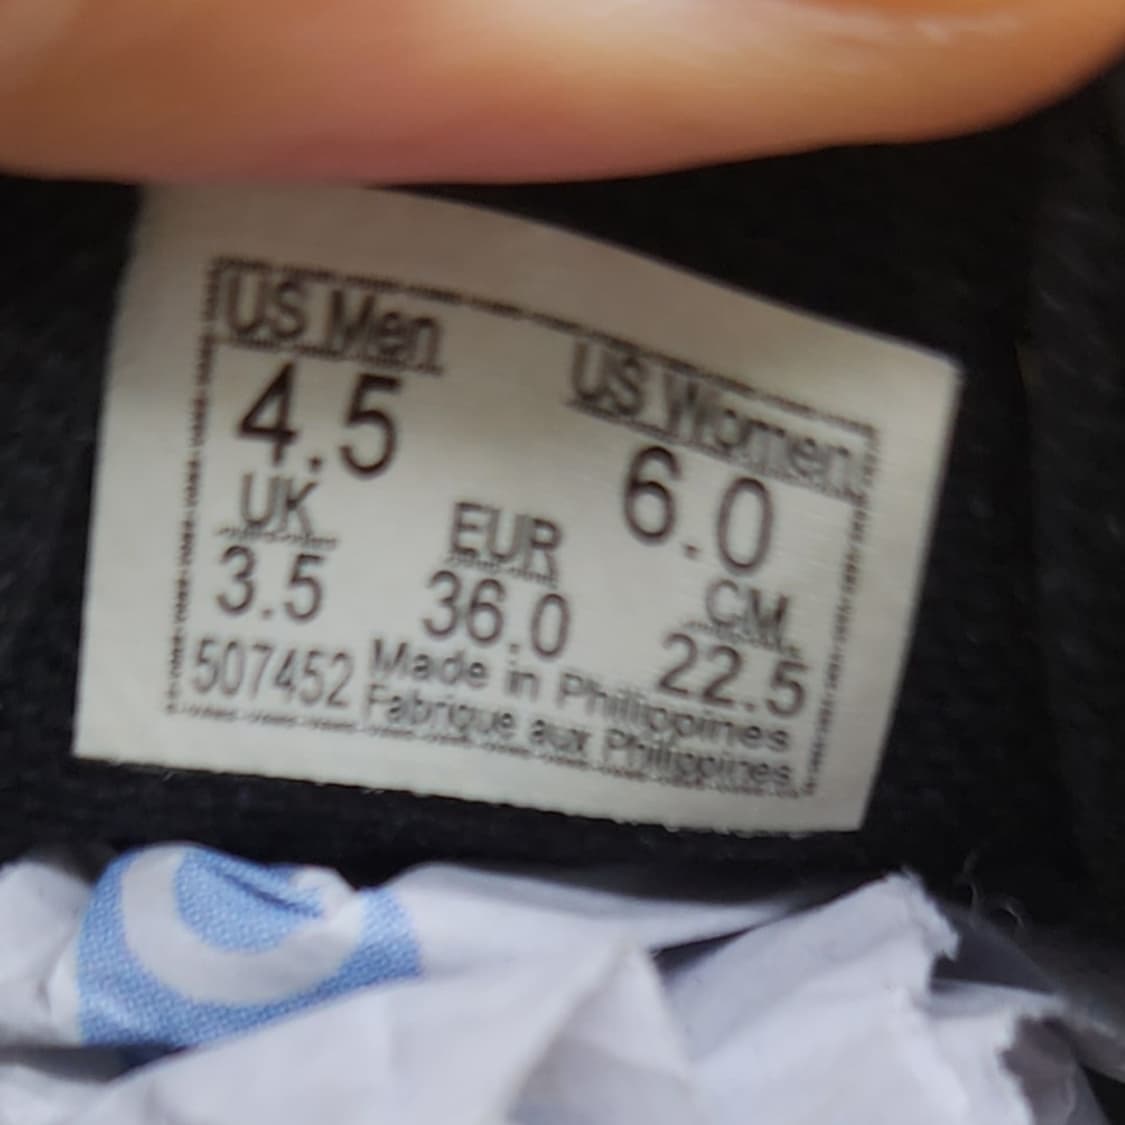 US Men US Women
4.5 6.0
UK EUR CM
3.5 36.0 22.5
507452 Made in Philippines
Fabrique aux Philippines